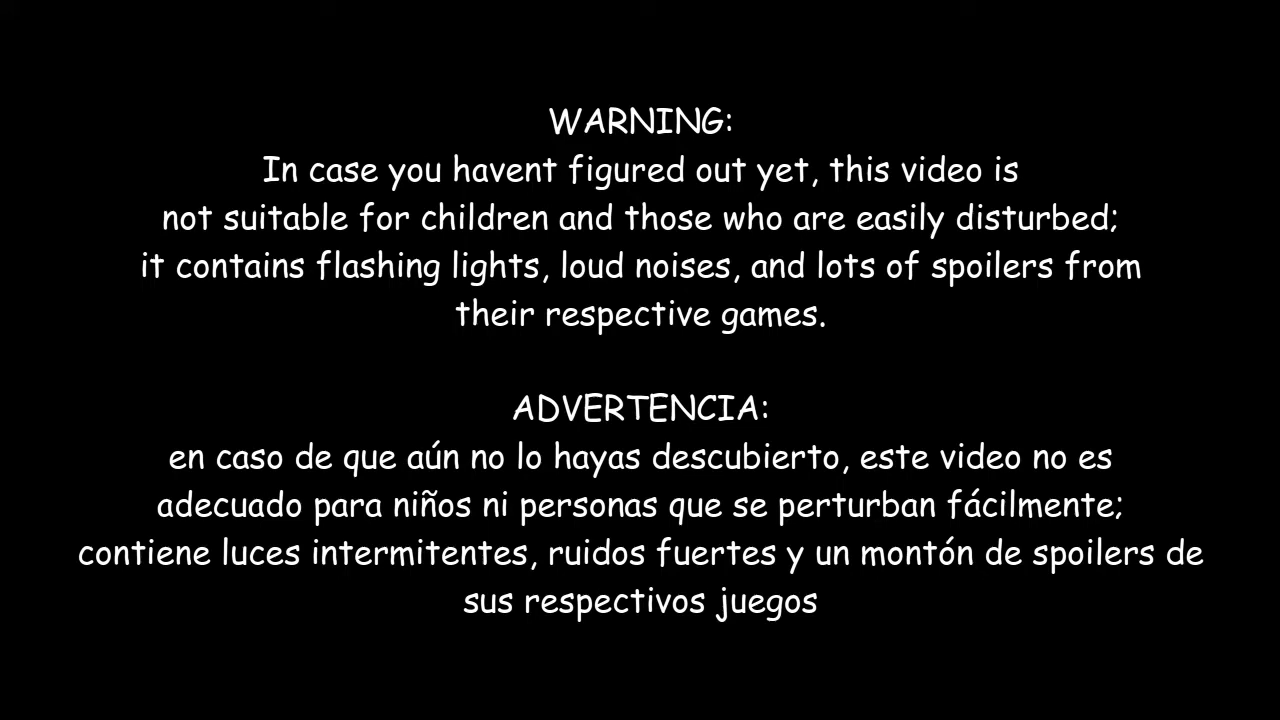 WARNING:
In case you havent figured out yet, this video is
not suitable for children and those who are easily disturbed;
it contains flashing lights, loud noises, and lots of spoilers from
their respective games.
ADVERTENCIA:
en caso de que aún no lo hayas descubierto, este video no es
adecuado para niños ni personas que se perturban fácilmente;
contiene luces intermitentes, ruidos fuertes y un montón de spoilers de
sus respectivos juegos